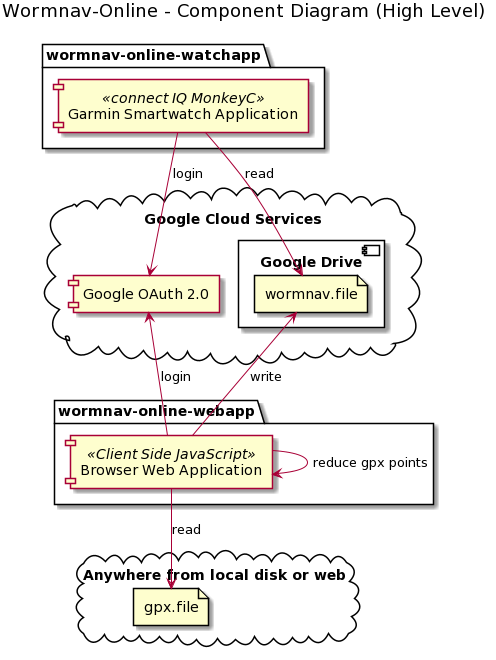 Wormnav-Online - Component Diagram (High Level)
wormnav-online-watchapp
«connect IQ MonkeyC»
Garmin Smartwatch Application
login
read
Google Cloud Services
Google Drive
Google OAuth 2.0
wormnav.file
login
write
wormnav-online-webapp
«Client Side JavaScript»
Browser Web Application
reduce gpx points
read
Anywhere from local disk or web
gpx.file